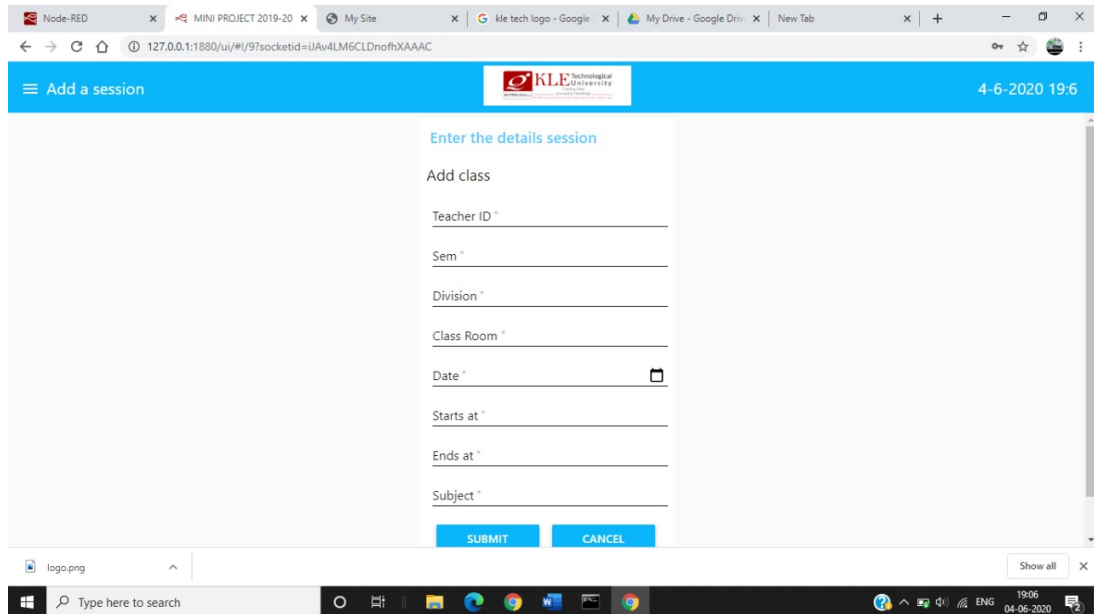 Node-RED
MINI PROJECT 2019-20
My Site
kle tech logo - Google
My Drive - Google Driv
New Tab
127.0.0.1:1880/ui/#!/9?socketid=iJAv4LM6CLDnofhXAAAC
Add a session
KLE Technological University
4-6-2020 19:6
Enter the details session
Add class
Teacher ID *
Sem *
Division *
Class Room *
Date *
Starts at *
Ends at *
Subject *
SUBMIT CANCEL
logo.png
Show all
Type here to search
ENG
19:06
04-06-2020
2